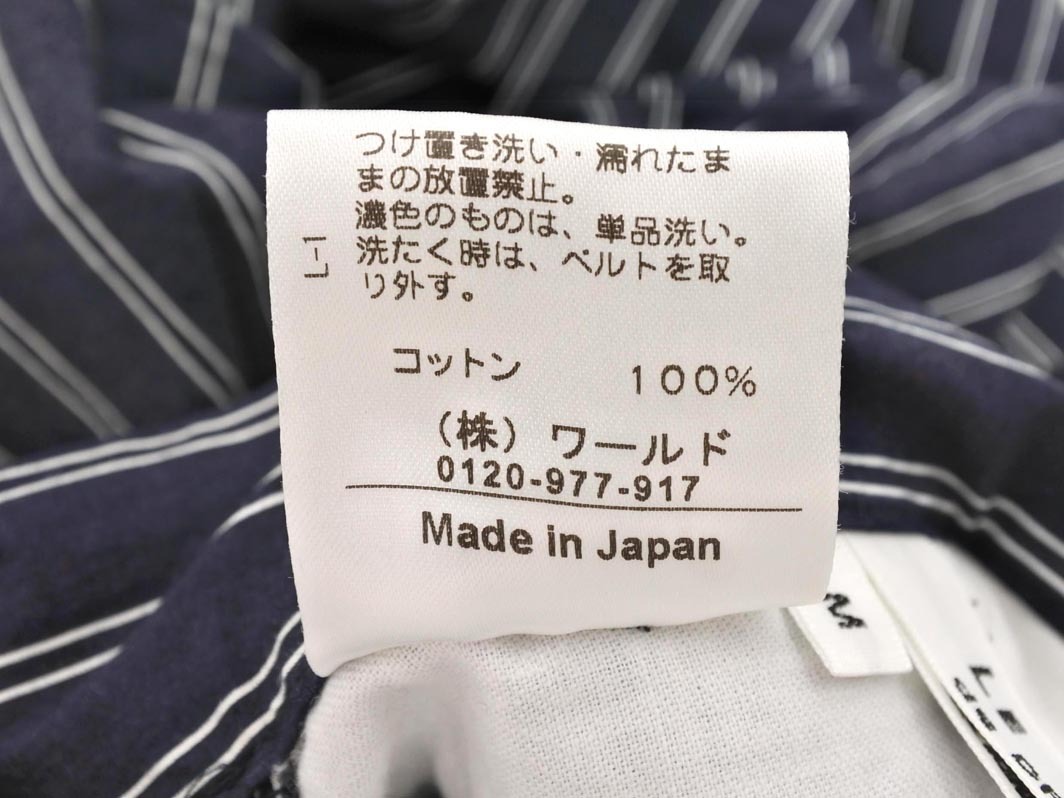 つけ置き洗い・濡れたま
まの放置禁止。
濃色のものは、単品洗い。
洗たく時は、ベルトを取
り外す。
L-1
コットン 100%
(株) ワールド
0120-977-917
Made in Japan
M